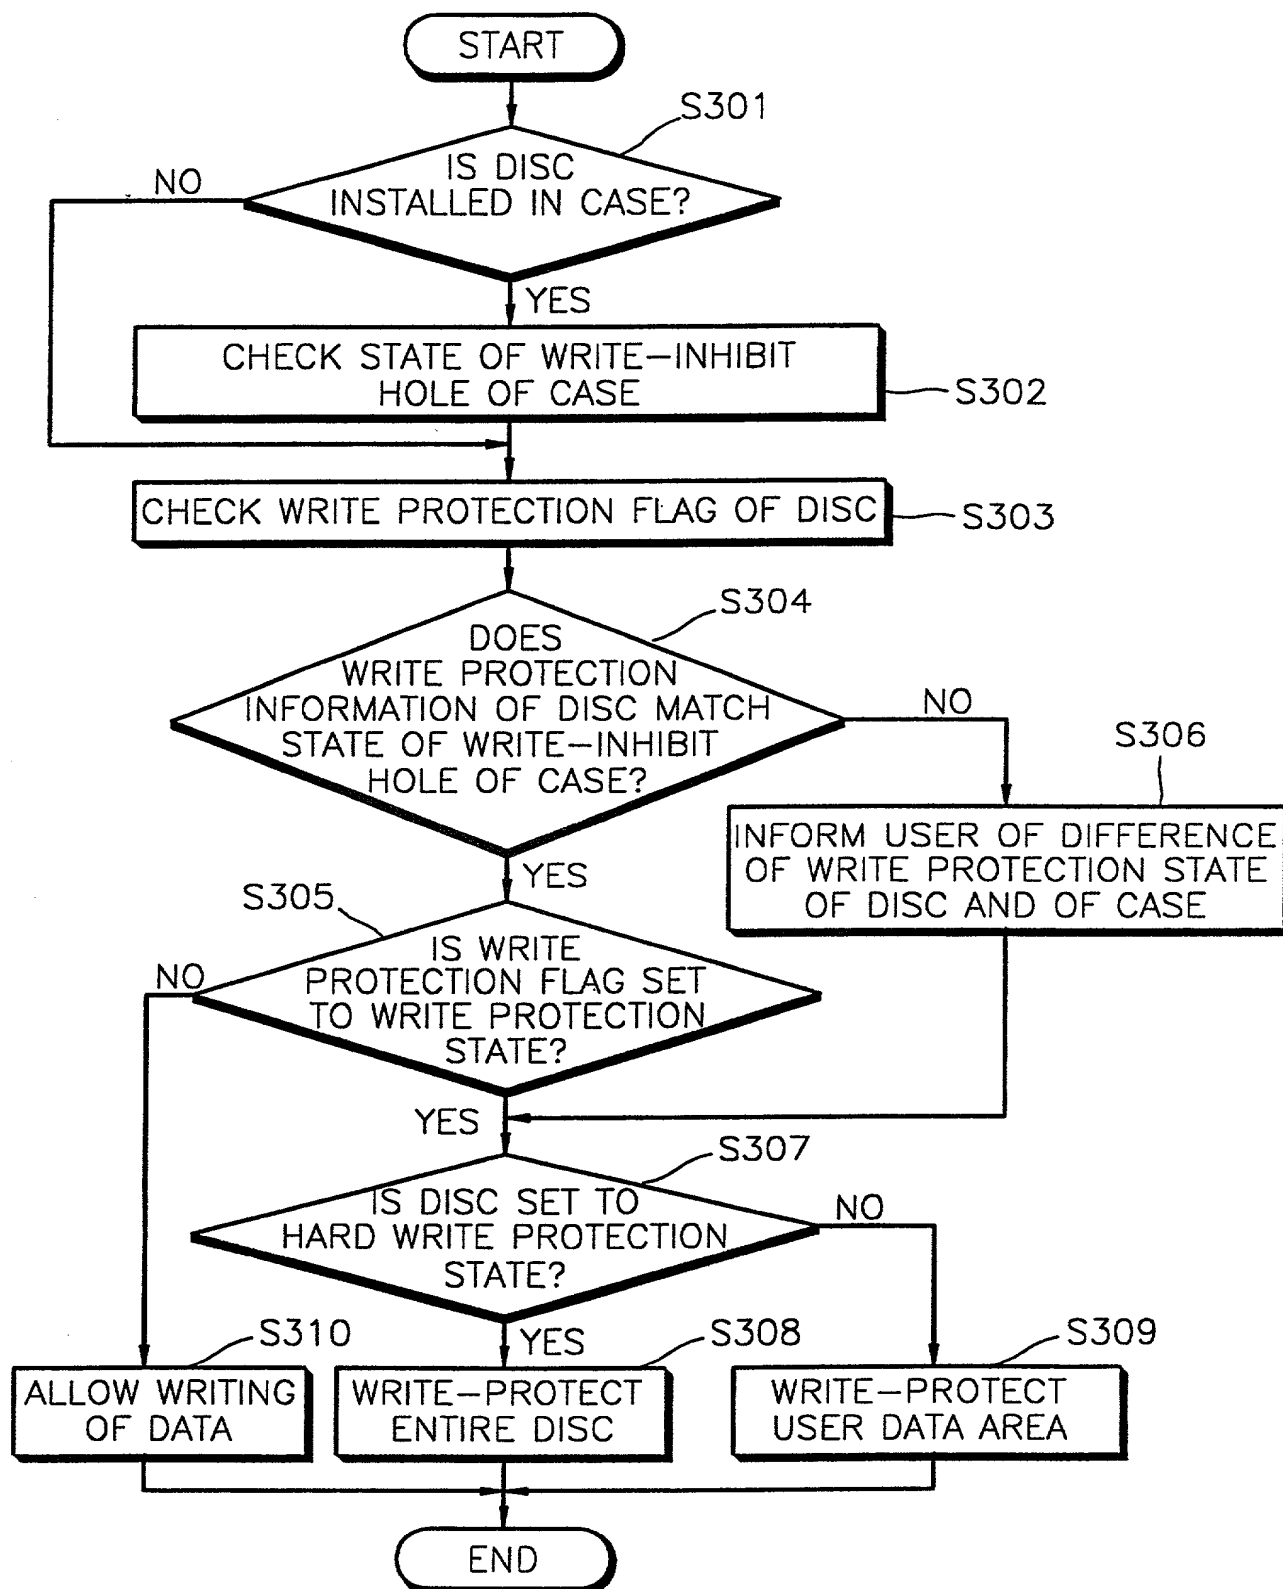 START
S301
IS DISC
INSTALLED IN CASE?
NO
YES
CHECK STATE OF WRITE-INHIBIT
HOLE OF CASE
S302
CHECK WRITE PROTECTION FLAG OF DISC
S303
S304
DOES
WRITE PROTECTION
INFORMATION OF DISC MATCH
STATE OF WRITE-INHIBIT
HOLE OF CASE?
NO
S306
INFORM USER OF DIFFERENCE
OF WRITE PROTECTION STATE
OF DISC AND OF CASE
YES
S305
IS WRITE
PROTECTION FLAG SET
TO WRITE PROTECTION
STATE?
NO
YES
S307
IS DISC SET TO
HARD WRITE PROTECTION
STATE?
NO
YES
S310
ALLOW WRITING
OF DATA
S308
WRITE-PROTECT
ENTIRE DISC
S309
WRITE-PROTECT
USER DATA AREA
END